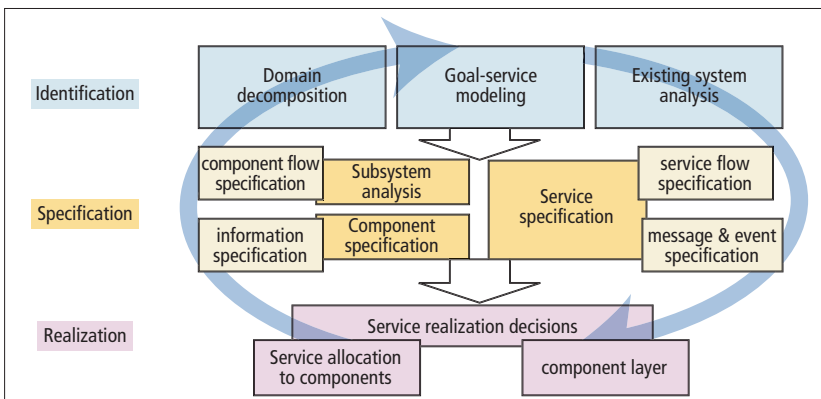 Identification
Domain
decomposition
Goal-service
modeling
Existing system
analysis
Specification
component flow
specification
Subsystem
analysis
information
specification
Component
specification
Service
specification
service flow
specification
message & event
specification
Realization
Service realization decisions
Service allocation
to components
component layer